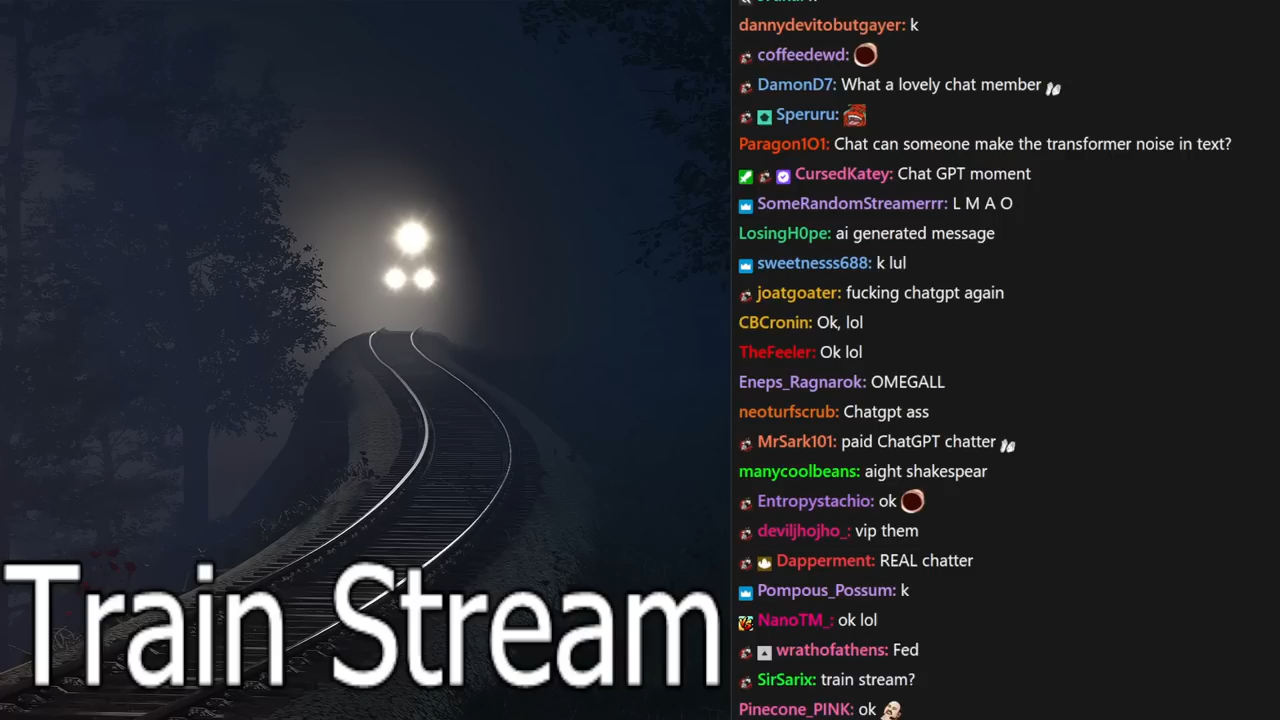 dannydevitobutgayer: k
coffeedewd:
DamonD7: What a lovely chat member
Speruru:
Paragon1O1: Chat can someone make the transformer noise in text?
CursedKatey: Chat GPT moment
SomeRandomStreamerrr: L M A O
LosingH0pe: ai generated message
sweetnesss688: k lul
joatgoater: fucking chatgpt again
CBCronin: Ok, lol
TheFeeler: Ok lol
Eneps_Ragnarok: OMEGALL
neoturfscrub: Chatgpt ass
MrSark101: paid ChatGPT chatter
manycoolbeans: aight shakespear
Entropystachio: ok
deviljhojho_: vip them
Dapperment: REAL chatter
Pompous_Possum: k
NanoTM_: ok lol
wrathofathens: Fed
SirSarix: train stream?
Pinecone_PINK: ok
Train Stream